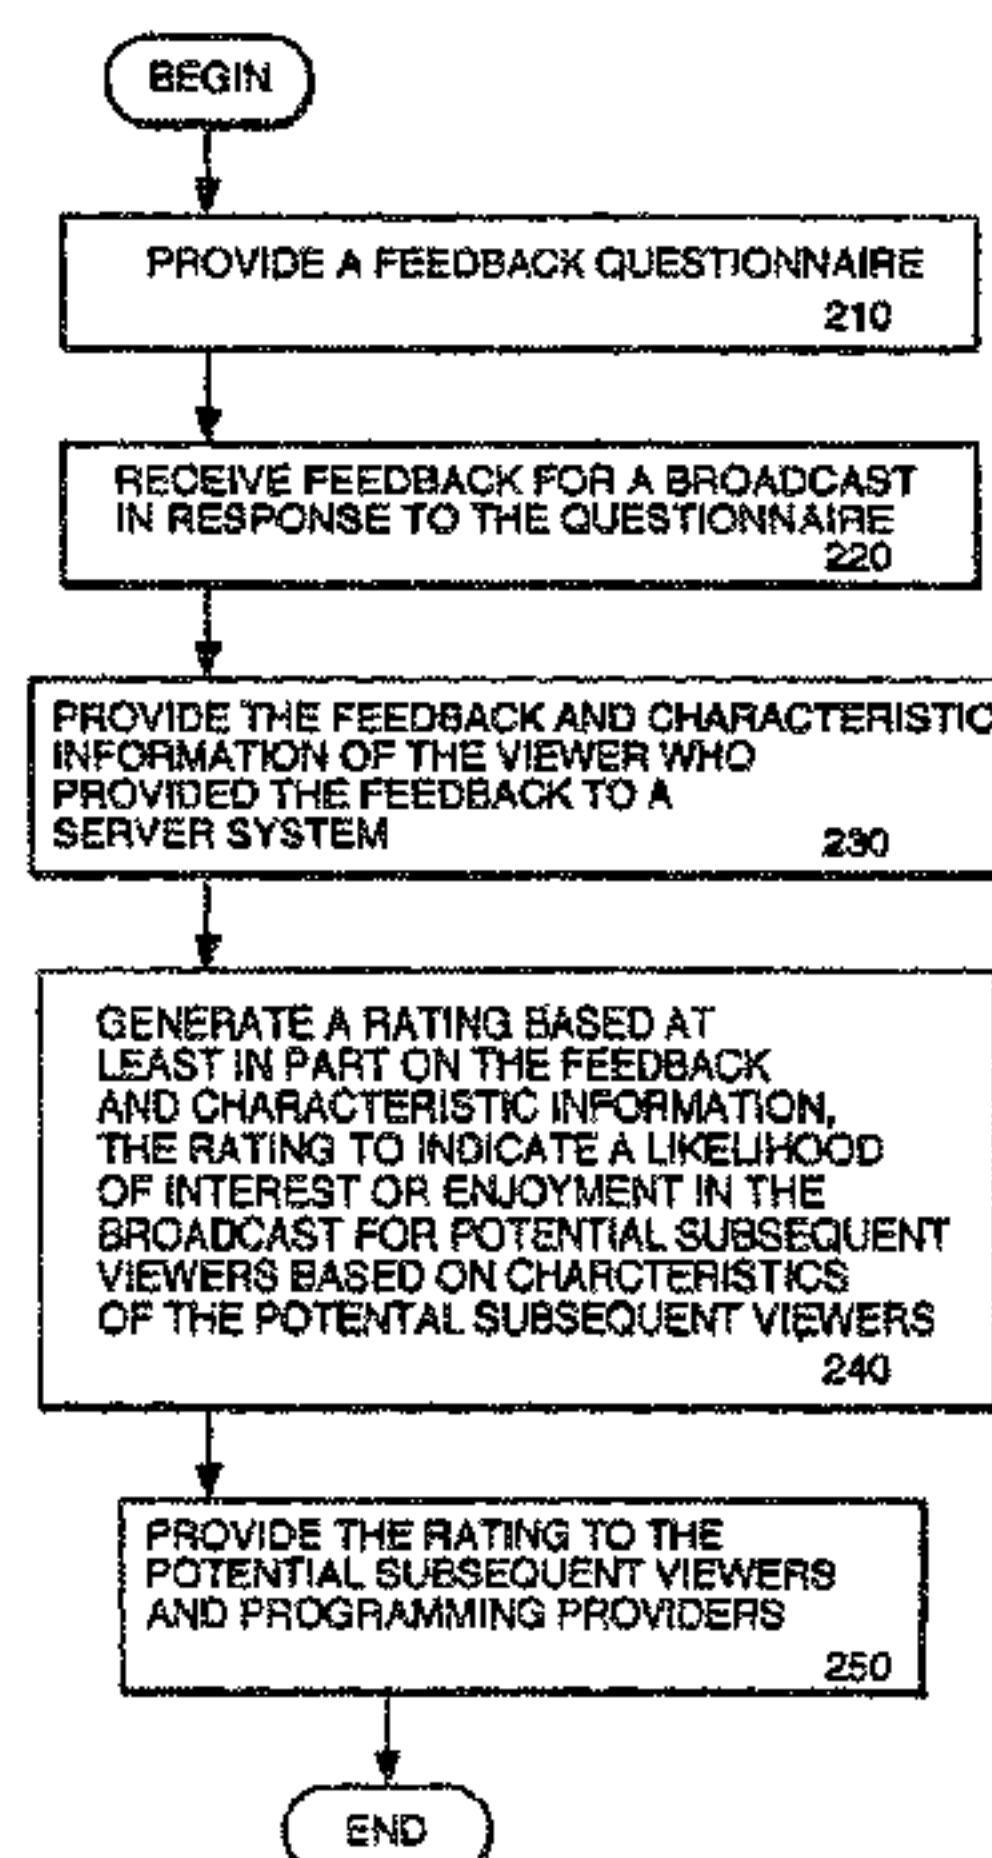 BEGIN
PROVIDE A FEEDBACK QUESTIONNAIRE
210
RECEIVE FEEDBACK FOR A BROADCAST
IN RESPONSE TO THE QUESTIONNAIRE
220
PROVIDE THE FEEDBACK AND CHARACTERISTIC
INFORMATION OF THE VIEWER WHO
PROVIDED THE FEEDBACK TO A
SERVER SYSTEM
230
GENERATE A RATING BASED AT
LEAST IN PART ON THE FEEDBACK
AND CHARACTERISTIC INFORMATION,
THE RATING TO INDICATE A LIKELIHOOD
OF INTEREST OR ENJOYMENT IN THE
BROADCAST FOR POTENTIAL SUBSEQUENT
VIEWERS BASED ON CHARCTERISTICS
OF THE POTENTAL SUBSEQUENT VIEWERS
240
PROVIDE THE RATING TO THE
POTENTIAL SUBSEQUENT VIEWERS
AND PROGRAMMING PROVIDERS
250
END